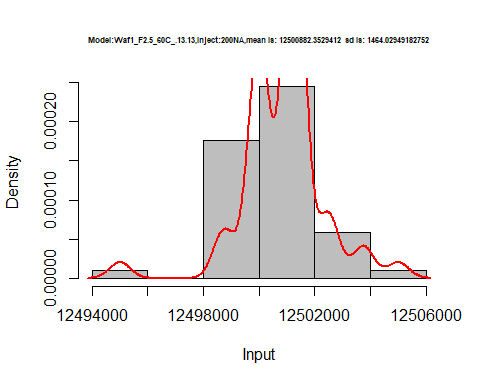 Model:Waf1_F2.5_60C_.13.13,inject:200NA,mean is: 12500882.3529412 sd is: 1464.02949182752
Density
0.00020
0.00010
0.00000
12494000 12498000 12502000 12506000
Input